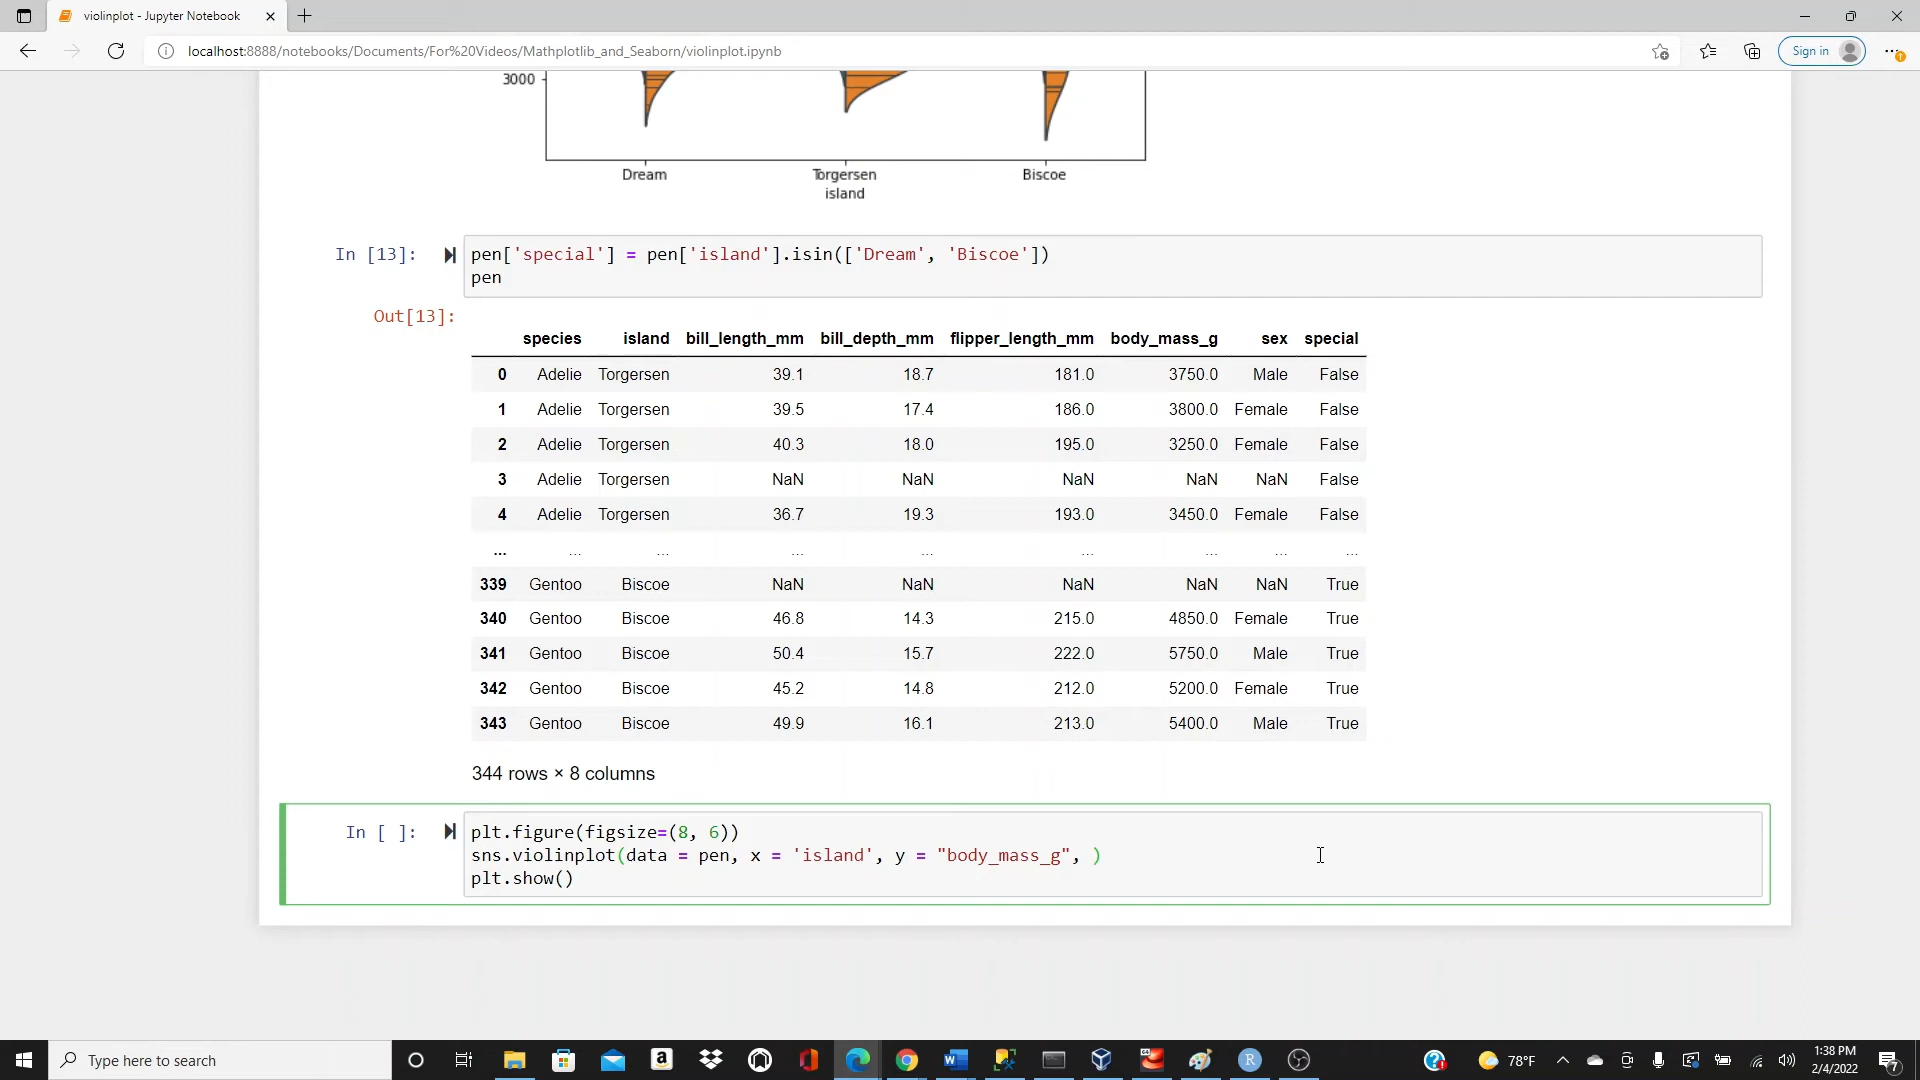 violinplot - Jupyter Notebook
localhost:8888/notebooks/Documents/For%20Videos/Mathplotlib_and_Seaborn/violinplot.ipynb
Sign in
3000
Dream Torgersen Biscoe
island
In [13]: pen['special'] = pen['island'].isin(['Dream', 'Biscoe'])
pen
Out[13]:
species island bill_length_mm bill_depth_mm flipper_length_mm body_mass_g sex special
0 Adelie Torgersen 39.1 18.7 181.0 3750.0 Male False
1 Adelie Torgersen 39.5 17.4 186.0 3800.0 Female False
2 Adelie Torgersen 40.3 18.0 195.0 3250.0 Female False
3 Adelie Torgersen NaN NaN NaN NaN NaN False
4 Adelie Torgersen 36.7 19.3 193.0 3450.0 Female False
... ... ... ... ... ... ... ... ...
339 Gentoo Biscoe NaN NaN NaN NaN NaN True
340 Gentoo Biscoe 46.8 14.3 215.0 4850.0 Female True
341 Gentoo Biscoe 50.4 15.7 222.0 5750.0 Male True
342 Gentoo Biscoe 45.2 14.8 212.0 5200.0 Female True
343 Gentoo Biscoe 49.9 16.1 213.0 5400.0 Male True
344 rows × 8 columns
In [ ]: plt.figure(figsize=(8, 6))
sns.violinplot(data = pen, x = 'island', y = "body_mass_g", )
plt.show()
Type here to search
78°F
1:38 PM
2/4/2022
7